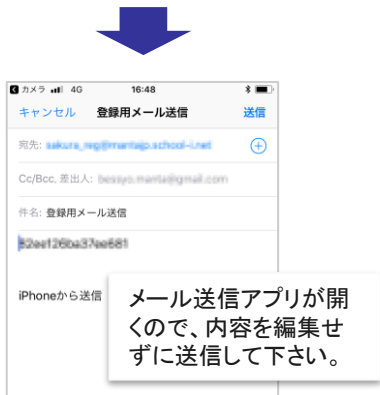 カメラ 4G 16:48
キャンセル 登録用メール送信 送信
宛先: sakura_reg@mantaip.school-i.net
Cc/Bcc, 差出人:
件名: 登録用メール送信
iPhoneから送信
メール送信アプリが開
くので、内容を編集せ
ずに送信して下さい。